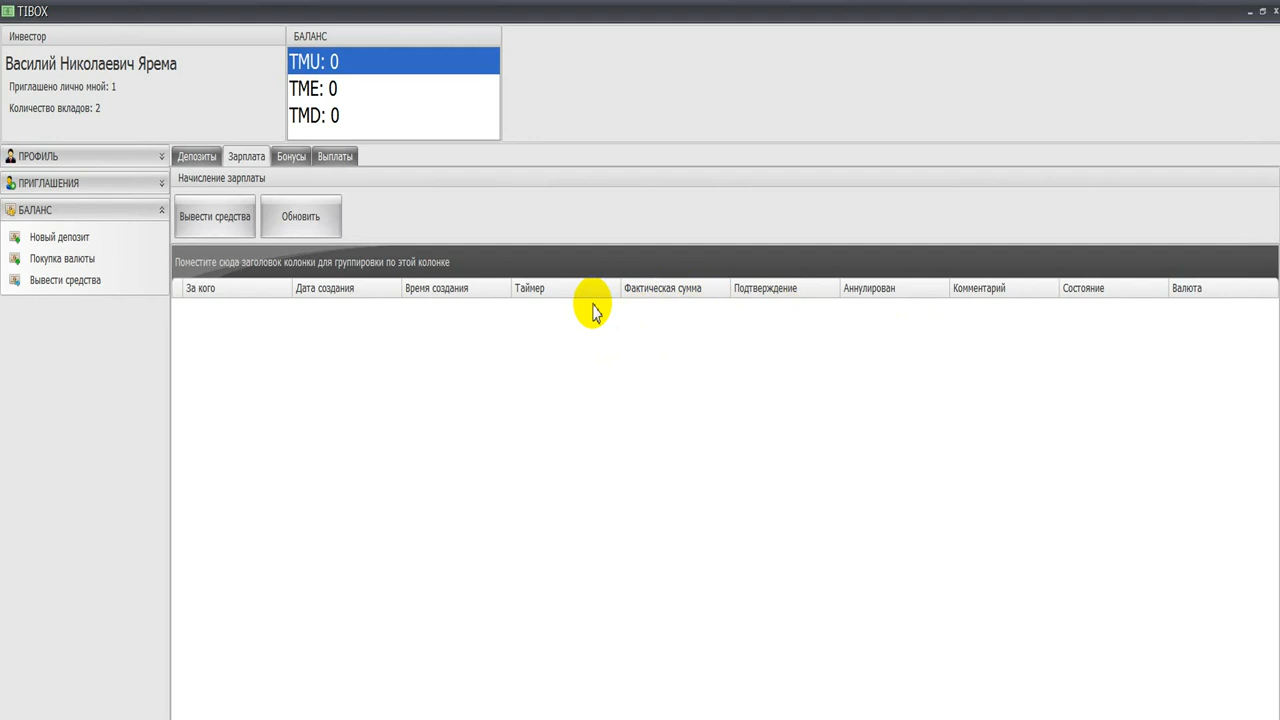 TIBOX
Инвестор
БАЛАНС
Василий Николаевич Ярема
Приглашено лично мной: 1
Количество вкладов: 2
TMU: 0
TME: 0
TMD: 0
ПРОФИЛЬ
ПРИГЛАШЕНИЯ
БАЛАНС
Новый депозит
Покупка валюты
Вывести средства
Депозиты Зарплата Бонусы Выплаты
Начисление зарплаты
Вывести средства Обновить
Поместите сюда заголовок колонки для группировки по этой колонке
За кого Дата создания Время создания Таймер Фактическая сумма Подтверждение Аннулирован Комментарий Состояние Валюта